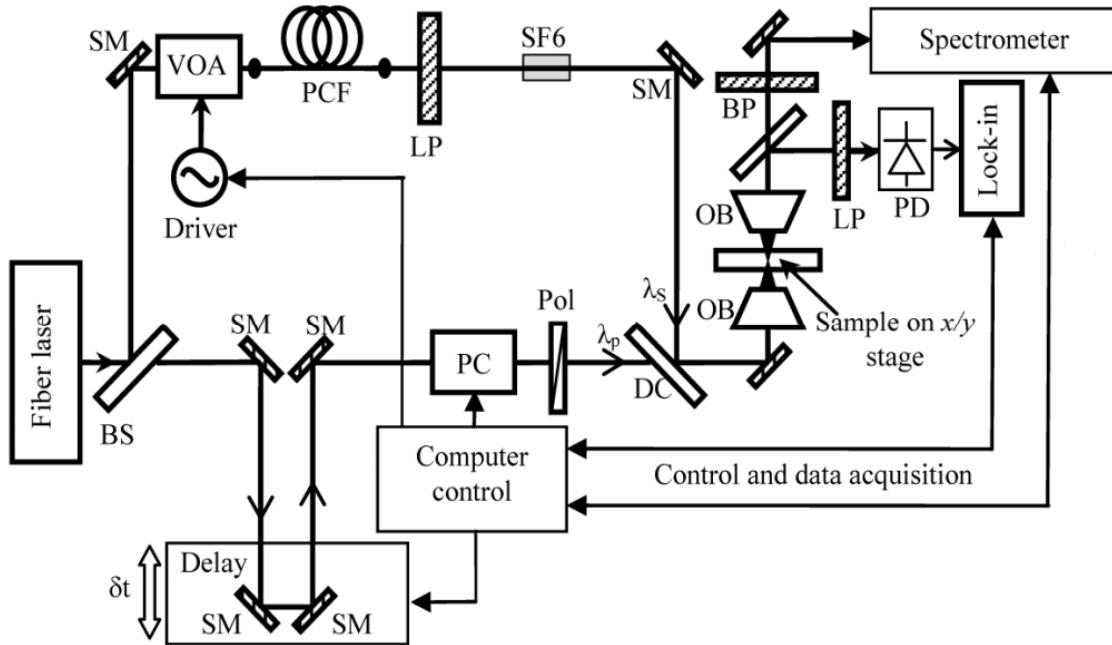 SM
VOA
PCF
LP
SF6
SM
BP
Spectrometer
Lock-in
LP
PD
OB
Driver
Fiber laser
BS
SM
SM
PC
Pol
λp
λS
DC
OB
Sample on x/y
stage
Computer
control
Control and data acquisition
δt
Delay
SM
SM